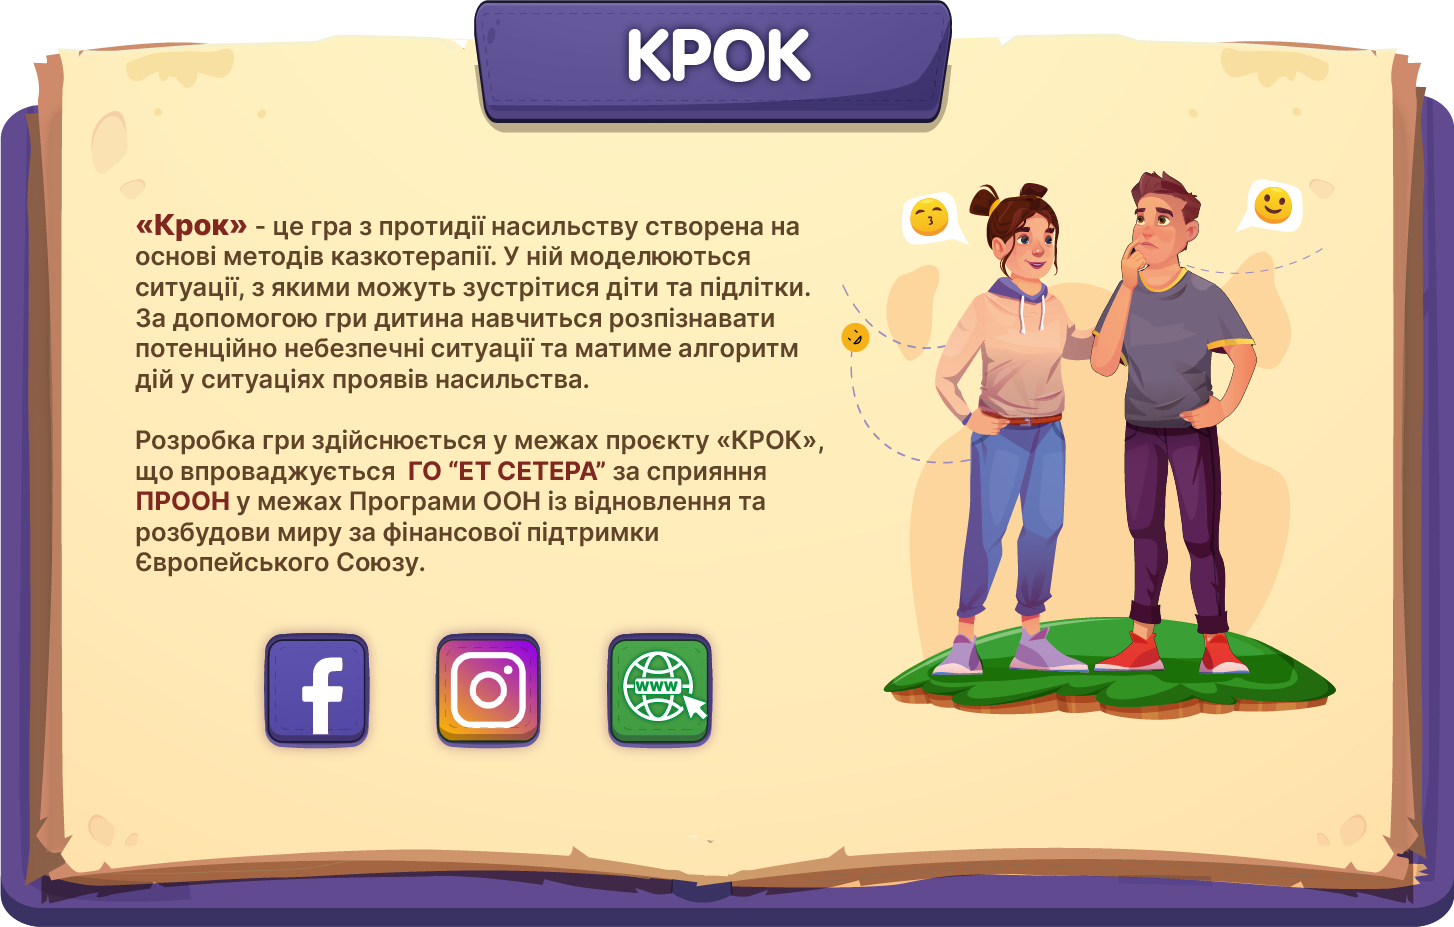 КРОК
«Крок» - це гра з протидії насильству створена на
основі методів казкотерапії. У ній моделюються
ситуації, з якими можуть зустрітися діти та підлітки.
За допомогою гри дитина навчиться розпізнавати
потенційно небезпечні ситуації та матиме алгоритм
дій у ситуаціях проявів насильства.
Розробка гри здійснюється у межах проєкту «КРОК»,
що впроваджується ГО “ЕТ СЕТЕРА” за сприяння
ПРООН у межах Програми ООН із відновлення та
розбудови миру за фінансової підтримки
Європейського Союзу.
www